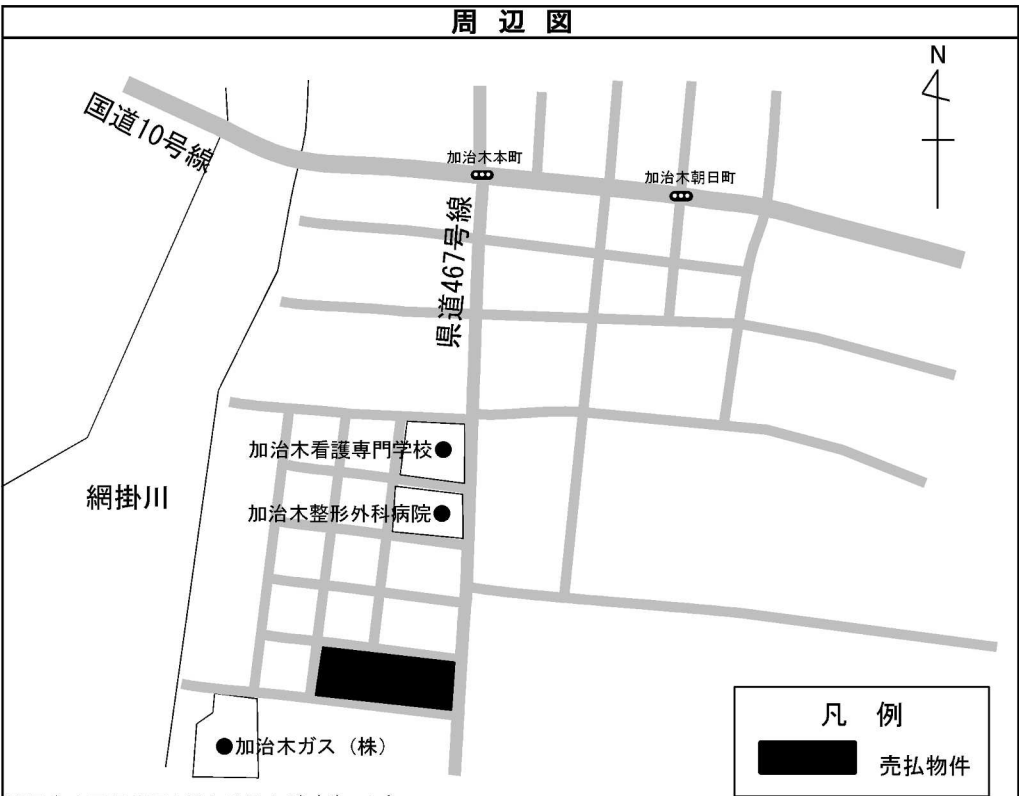 周辺図
N
国道10号線
加治木本町
加治木朝日町
県道467号線
加治木看護専門学校
網掛川
加治木整形外科病院
加治木ガス（株）
凡例
売払物件